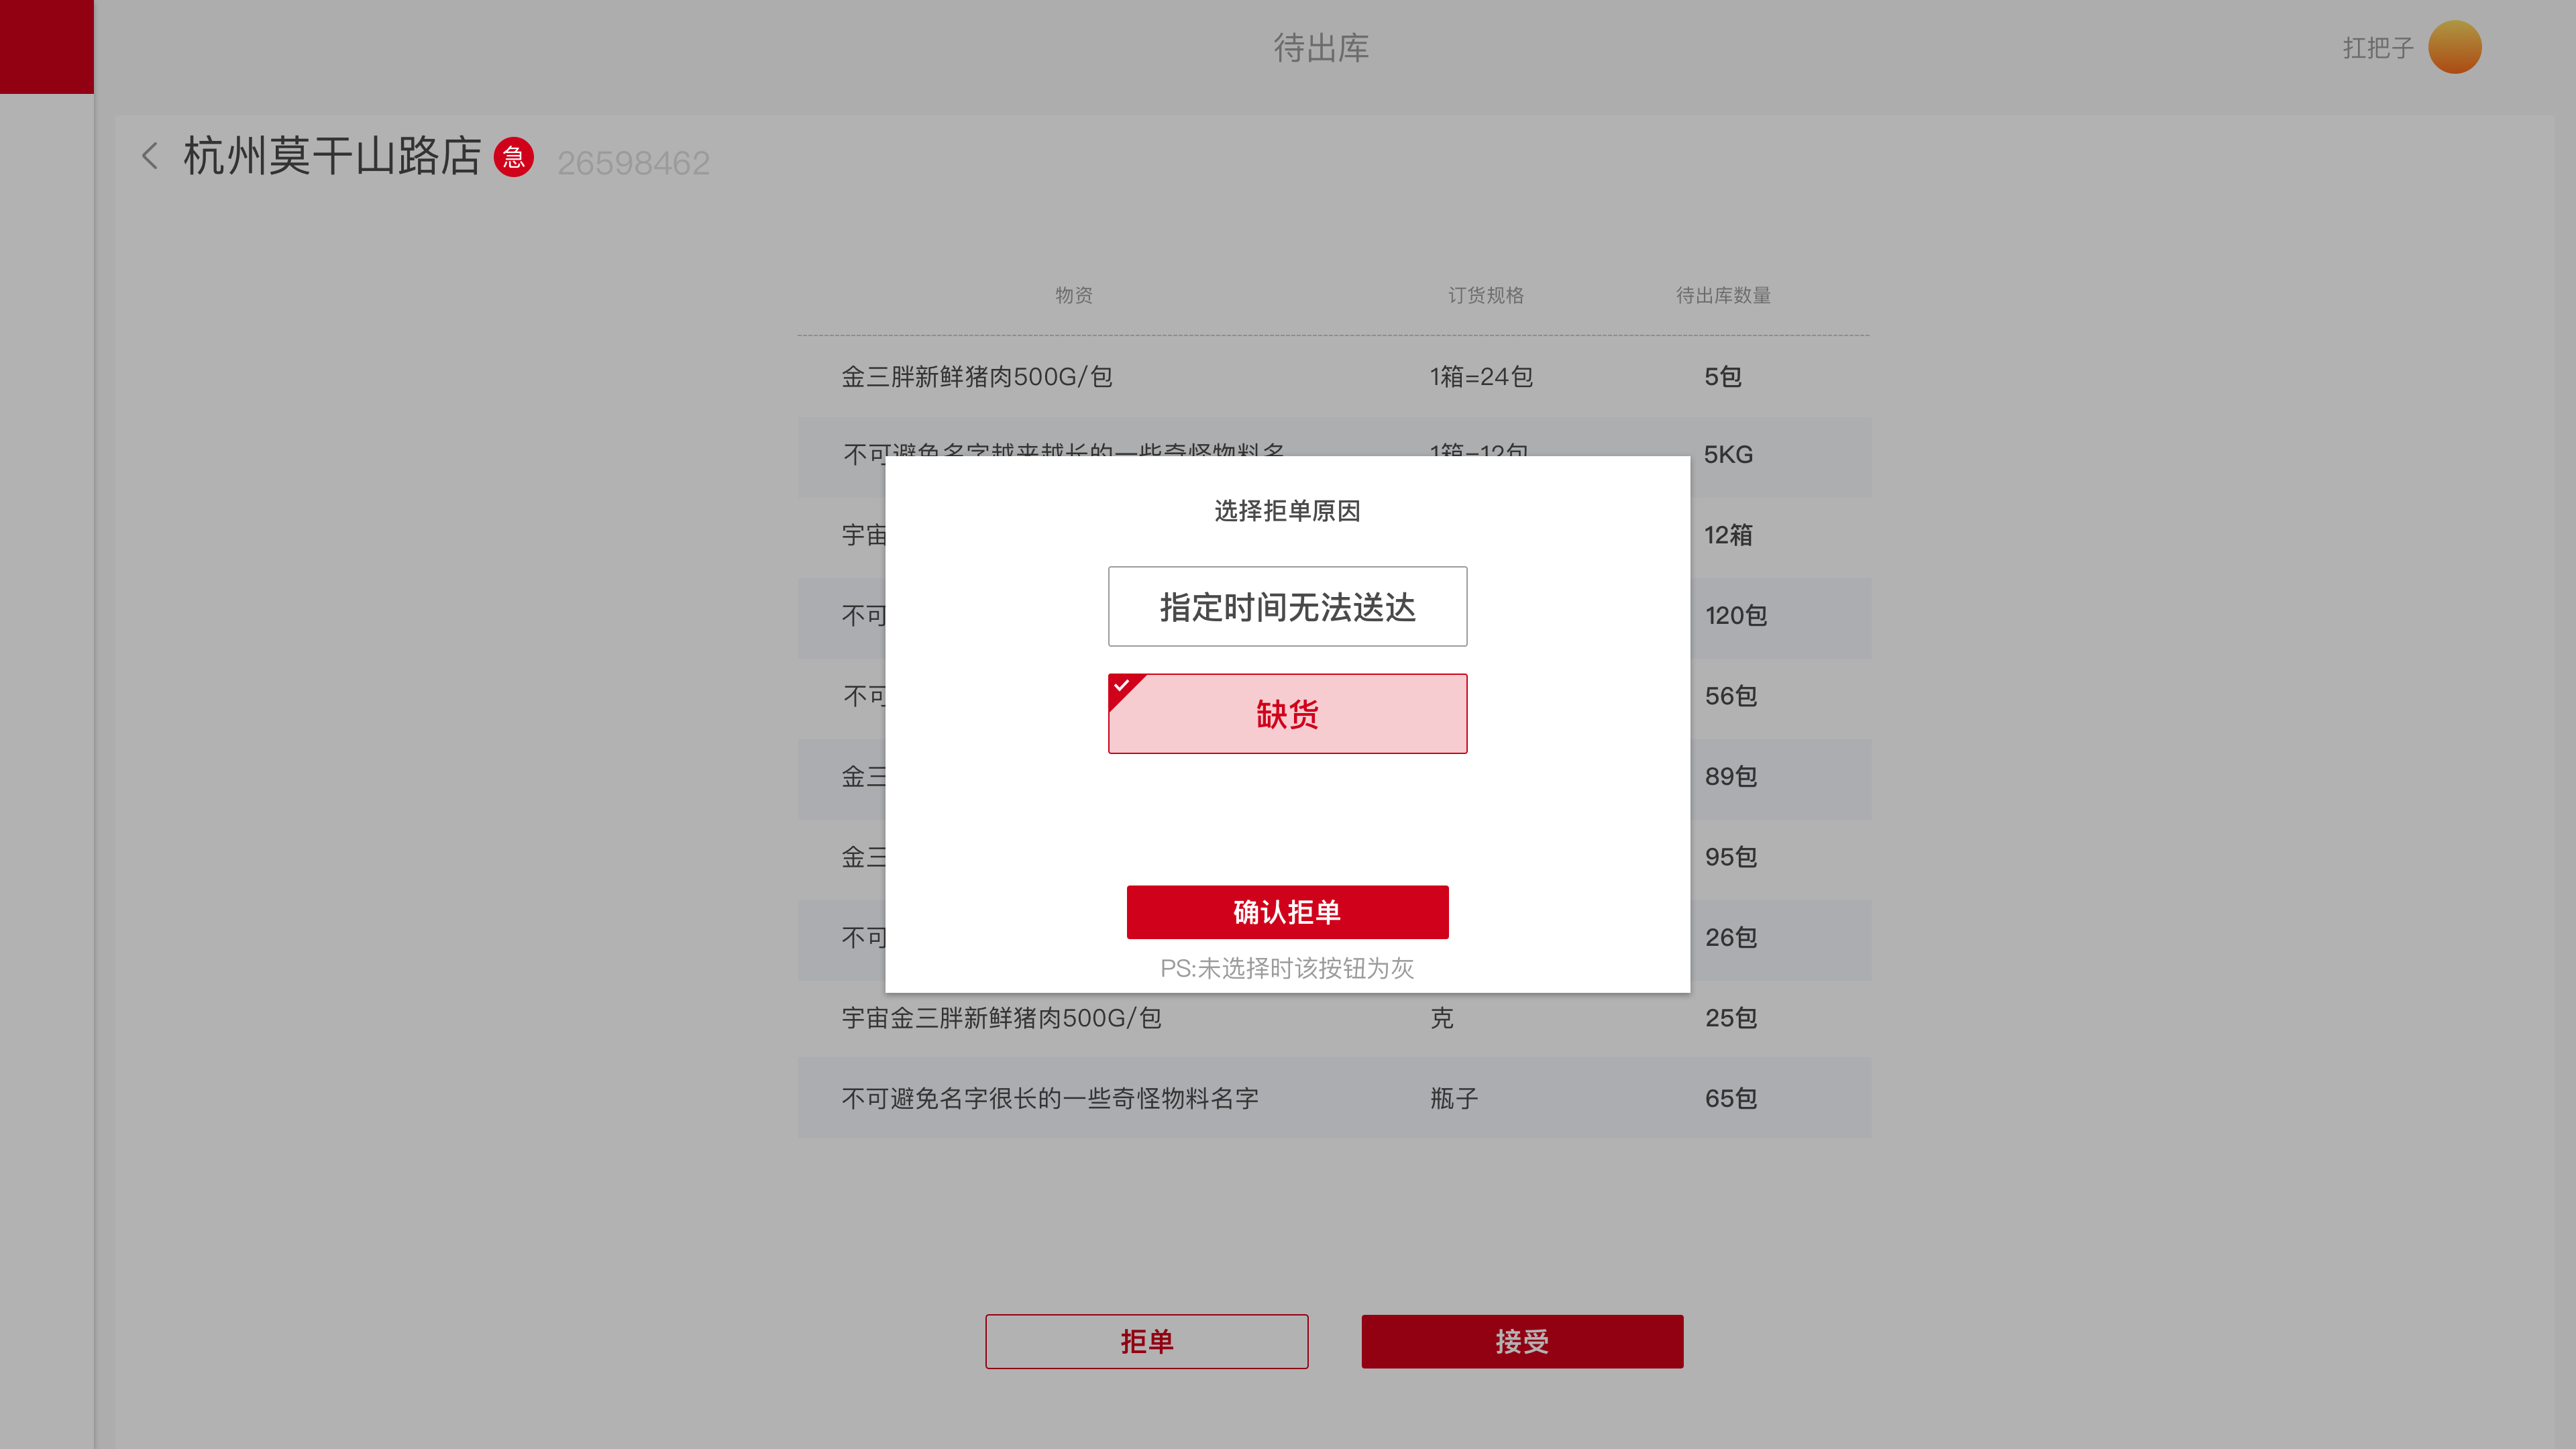 待出库
扛把子
杭州莫干山路店 急 26598462
物资 订货规格 待出库数量
金三胖新鲜猪肉500G/包 1箱=24包 5包
不可避免名字越来越长的一些奇怪物料名 1箱=12包 5KG
选择拒单原因
宇宙 12箱
指定时间无法送达
不可 120包
不可 56包
缺货
金三 89包
金三 95包
确认拒单
不可 26包
PS:未选择时该按钮为灰
宇宙金三胖新鲜猪肉500G/包 克 25包
不可避免名字很长的一些奇怪物料名字 瓶子 65包
拒单 接受